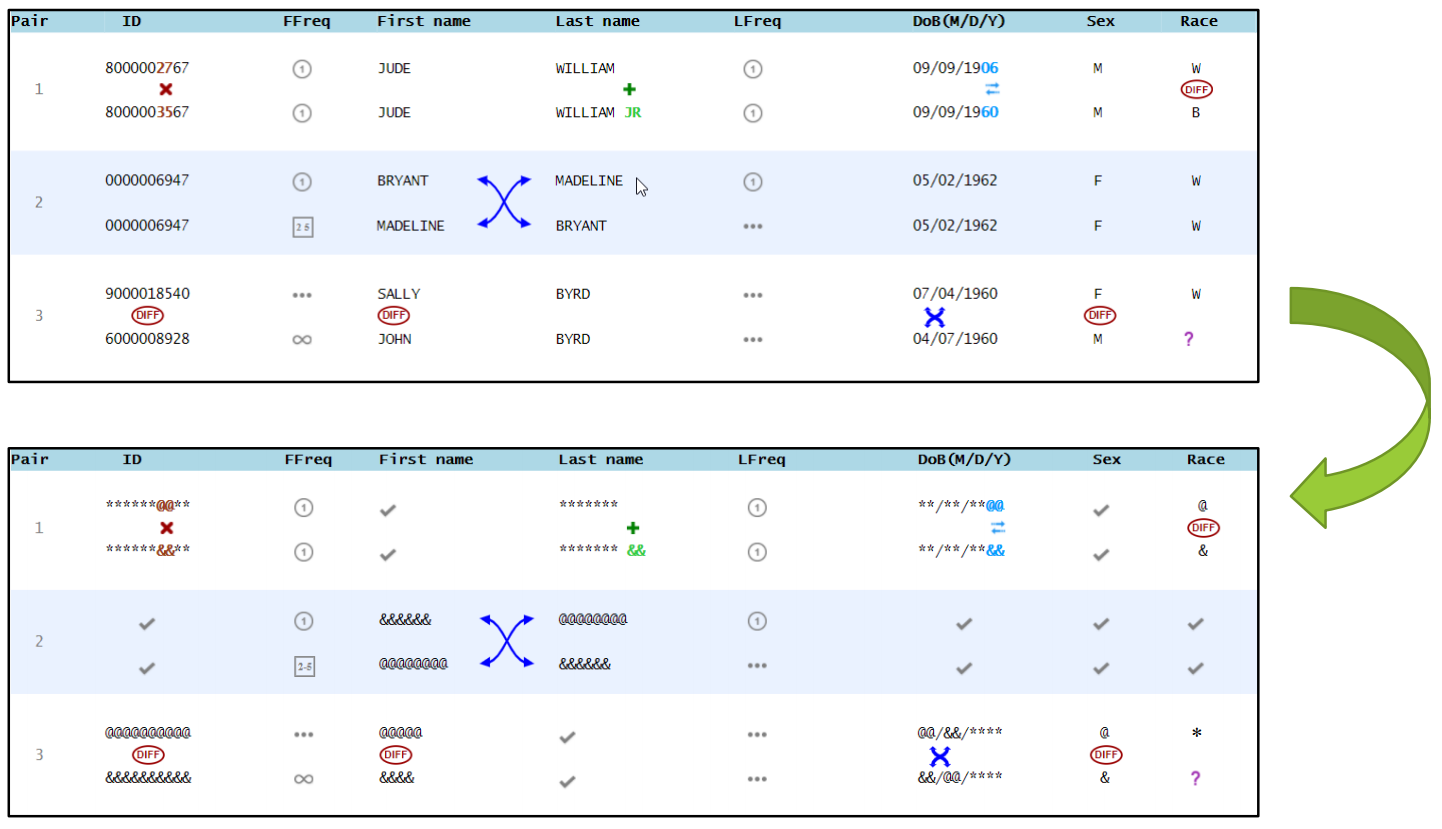 Pair ID FFreq First name Last name LFreq DoB(M/D/Y) Sex Race
8000002767 1 JUDE WILLIAM 1 09/09/1906 M W
1 DIFF
8000003567 1 JUDE WILLIAM JR 1 09/09/1960 M B
0000006947 1 BRYANT MADELINE 1 05/02/1962 F W
2
0000006947 2 5 MADELINE BRYANT ••• 05/02/1962 F W
9000018540 ••• SALLY BYRD ••• 07/04/1960 F W
3 DIFF DIFF DIFF
6000008928 ∞ JOHN BYRD ••• 04/07/1960 M ?
Pair ID FFreq First name Last name LFreq DoB(M/D/Y) Sex Race
******@@** 1 ✔ ******* 1 **/**/**@@ ✔ @
1 DIFF
******&&** 1 ✔ ******* && 1 **/**/**&& ✔ &
✔ 1 &&&&&& @@@@@@@@ 1 ✔ ✔ ✔
2
✔ 2-5 @@@@@@@@ &&&&&& ••• ✔ ✔ ✔
@@@@@@@@@@ ••• @@@@@ ✔ ••• @@/&&/**** @ *
3 DIFF DIFF DIFF
&&&&&&&&&& ∞ &&&& ✔ ••• &&/@@/**** & ?